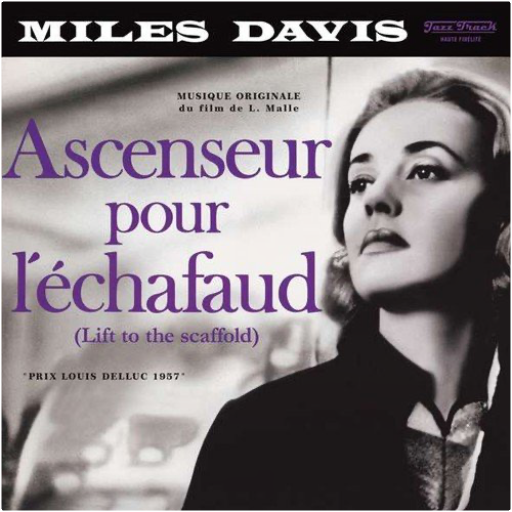 MILES DAVIS
Jazz Track
HAUTE FIDÉLITÉ
MUSIQUE ORIGINALE
du film de L. Malle
Ascenseur
pour
l'échafaud
(Lift to the scaffold)
"PRIX LOUIS DELLUC 1957"